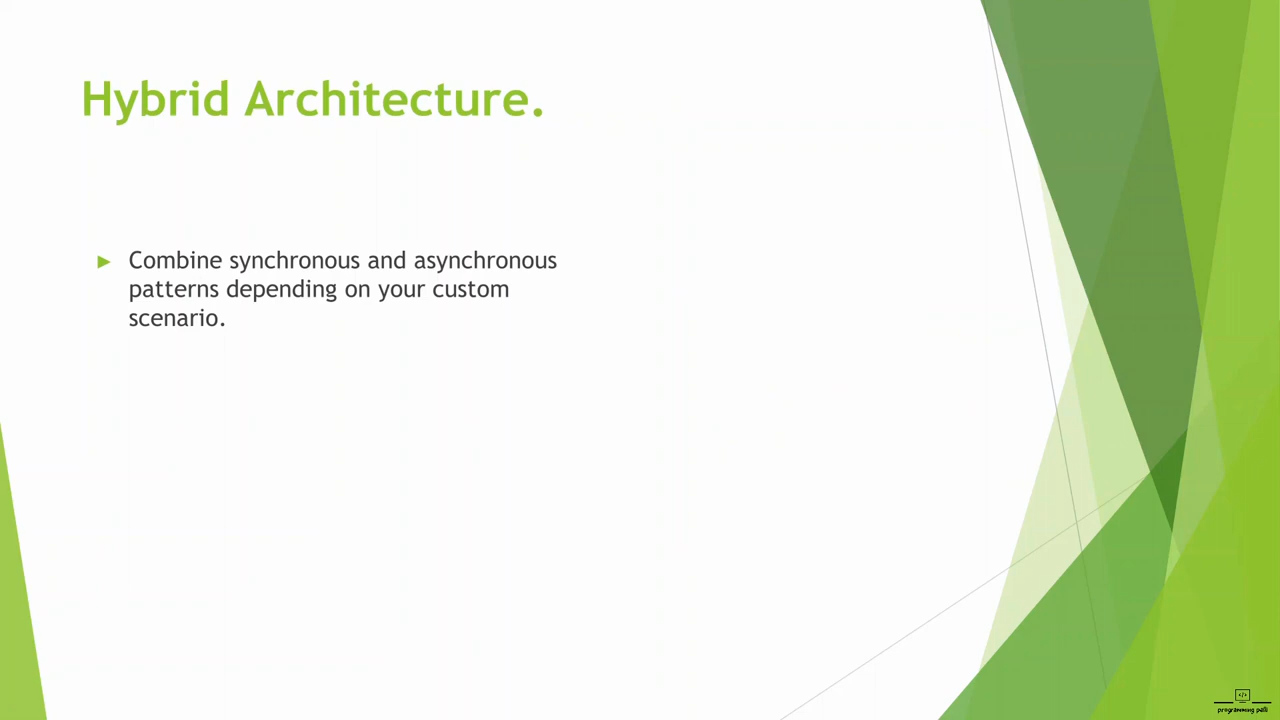 Hybrid Architecture.
► Combine synchronous and asynchronous
patterns depending on your custom
scenario.